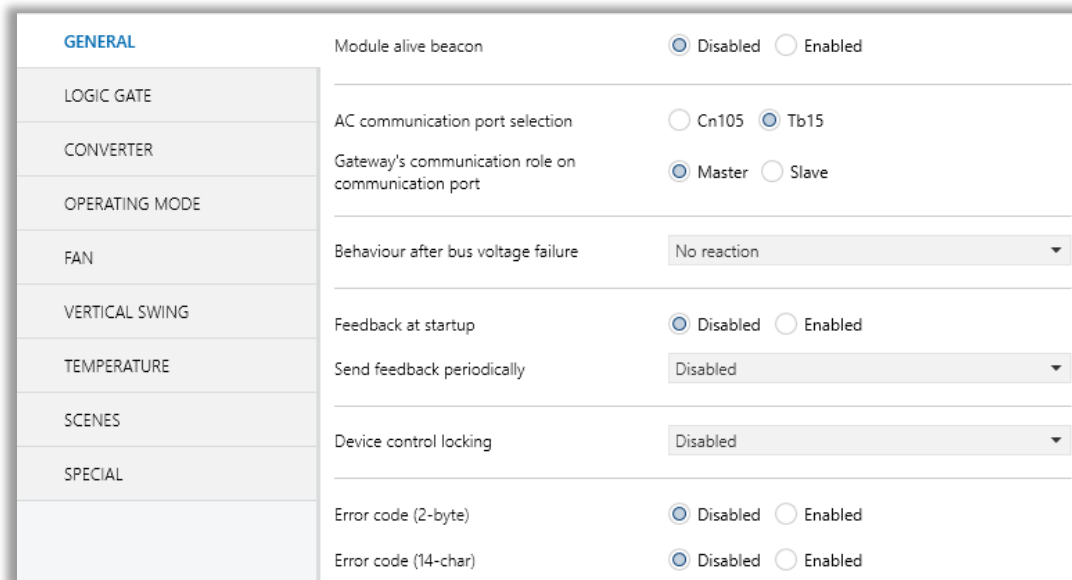 GENERAL
LOGIC GATE
CONVERTER
OPERATING MODE
FAN
VERTICAL SWING
TEMPERATURE
SCENES
SPECIAL
Module alive beacon Disabled Enabled
AC communication port selection Cn105 Tb15
Gateway's communication role on
communication port Master Slave
Behaviour after bus voltage failure No reaction
Feedback at startup Disabled Enabled
Send feedback periodically Disabled
Device control locking Disabled
Error code (2-byte) Disabled Enabled
Error code (14-char) Disabled Enabled